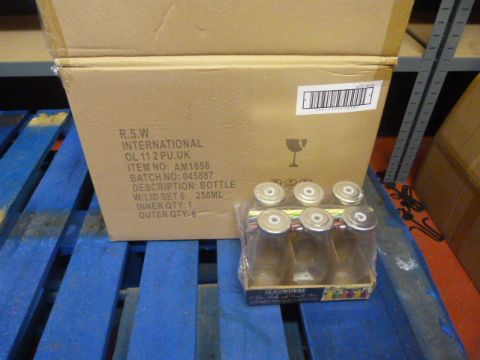 R.S.W
INTERNATIONAL
OL 11 2 PU,UK
ITEM NO: AM1658
BATCH NO: 045887
DESCRIPTION: BOTTLE
W/LID SET 6 250ML
INNER QTY: 1
OUTER QTY: 6
GLASSWORKS